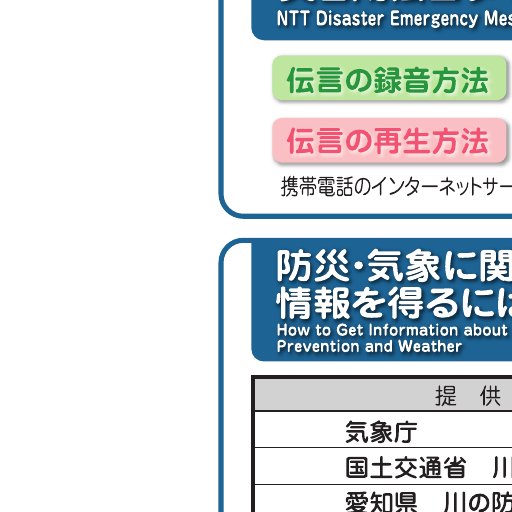 NTT Disaster Emergency Mes
伝言の録音方法
伝言の再生方法
携帯電話のインターネットサー
防災・気象に関
情報を得るには
How to Get Information about
Prevention and Weather
提 供
気象庁
国土交通省 川
愛知県 川の防